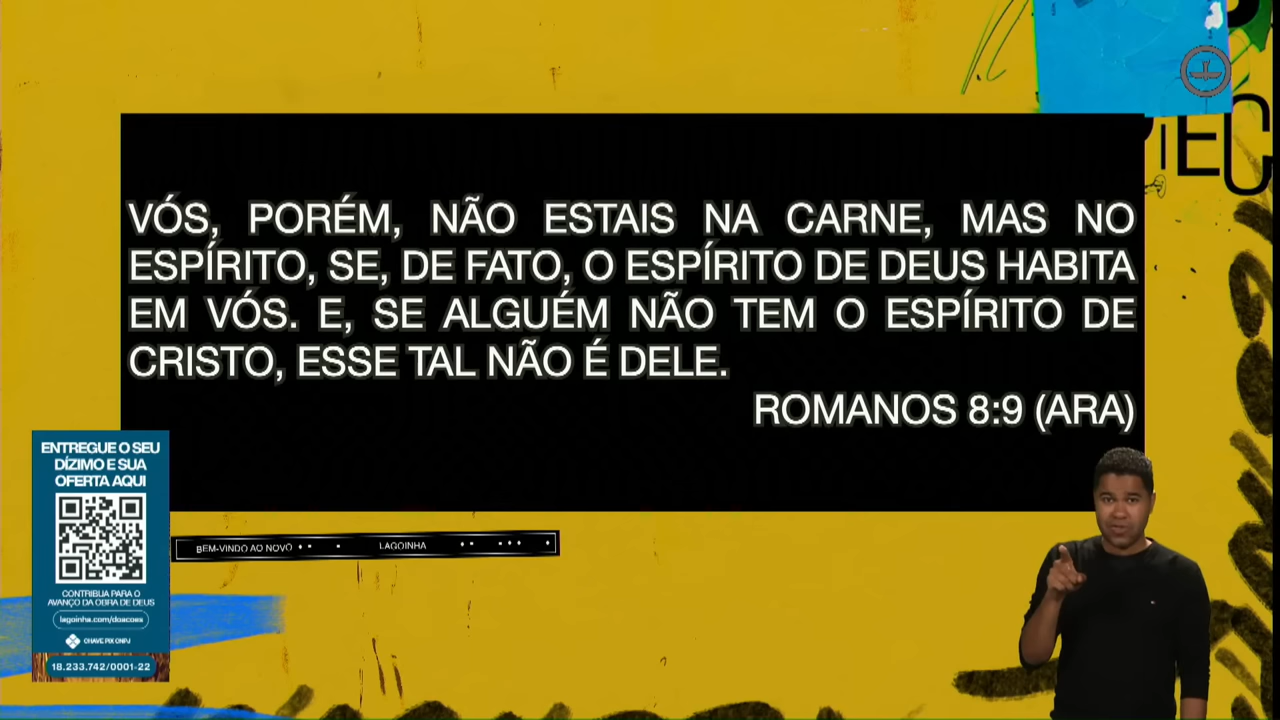 VÓS, PORÉM, NÃO ESTAIS NA CARNE, MAS NO
ESPÍRITO, SE, DE FATO, O ESPÍRITO DE DEUS HABITA
EM VÓS. E, SE ALGUÉM NÃO TEM O ESPÍRITO DE
CRISTO, ESSE TAL NÃO É DELE.
ROMANOS 8:9 (ARA)
ENTREGUE O SEU
DÍZIMO E SUA
OFERTA AQUI
CONTRIBUA PARA O
AVANÇO DA OBRA DE DEUS
lagoinha.com/doacoes
CHAVE PIX CNPJ
18.233.742/0001-22
BEM-VINDO AO NOVO
LAGOINHA